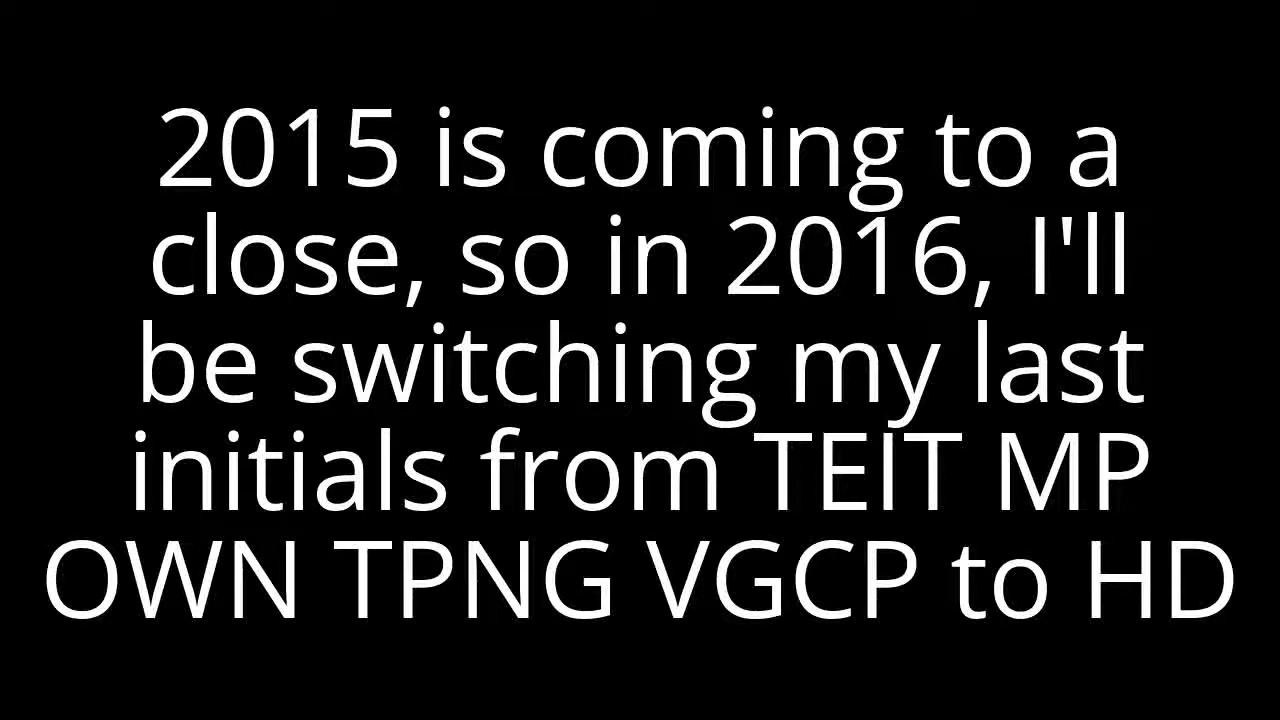 2015 is coming to a
close, so in 2016, I'll
be switching my last
initials from TEIT MP
OWN TPNG VGCP to HD